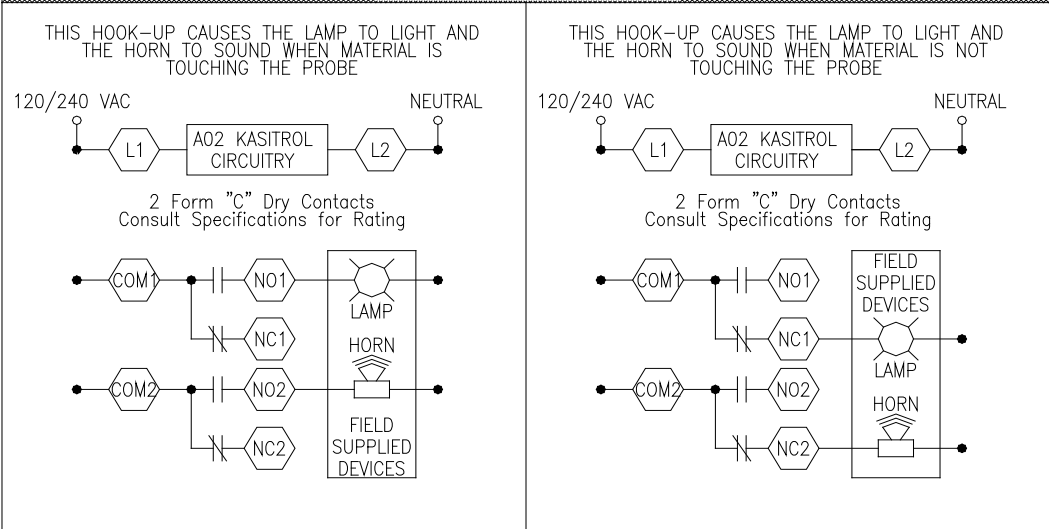 THIS HOOK-UP CAUSES THE LAMP TO LIGHT AND
THE HORN TO SOUND WHEN MATERIAL IS
TOUCHING THE PROBE
120/240 VAC
NEUTRAL
L1
A02 KASITROL
CIRCUITRY
L2
2 Form "C" Dry Contacts
Consult Specifications for Rating
COM1
NO1
LAMP
NC1
HORN
COM2
NO2
NC2
FIELD
SUPPLIED
DEVICES
THIS HOOK-UP CAUSES THE LAMP TO LIGHT AND
THE HORN TO SOUND WHEN MATERIAL IS NOT
TOUCHING THE PROBE
120/240 VAC
NEUTRAL
L1
A02 KASITROL
CIRCUITRY
L2
2 Form "C" Dry Contacts
Consult Specifications for Rating
FIELD
SUPPLIED
DEVICES
COM1
NO1
NC1
LAMP
COM2
NO2
HORN
NC2